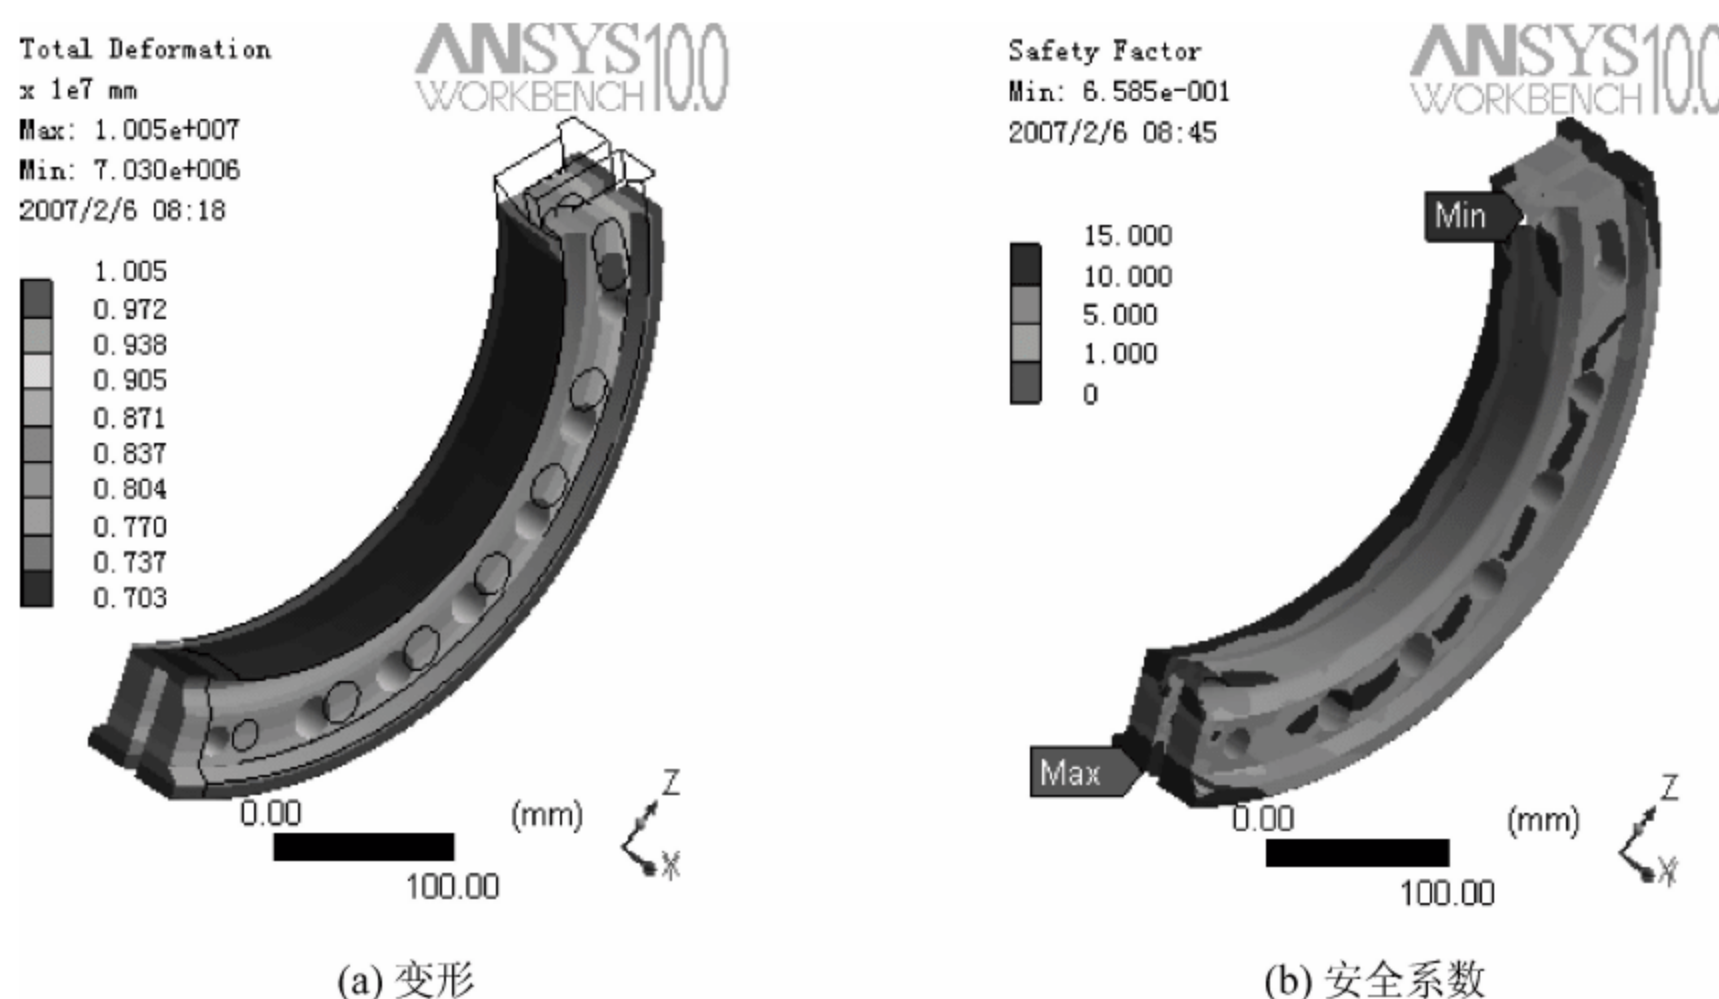 Total Deformation
x 1e7 mm
Max: 1.005e+007
Min: 7.030e+006
2007/2/6 08:18
ANSYS 10.0
WORKBENCH
1.005
0.972
0.938
0.905
0.871
0.837
0.804
0.770
0.737
0.703
0.00
(mm)
100.00
Z
X
(a) 变形
Safety Factor
Min: 6.585e-001
2007/2/6 08:45
ANSYS 10.0
WORKBENCH
15.000
10.000
5.000
1.000
0
Min
Max
0.00
(mm)
100.00
Z
X
(b) 安全系数